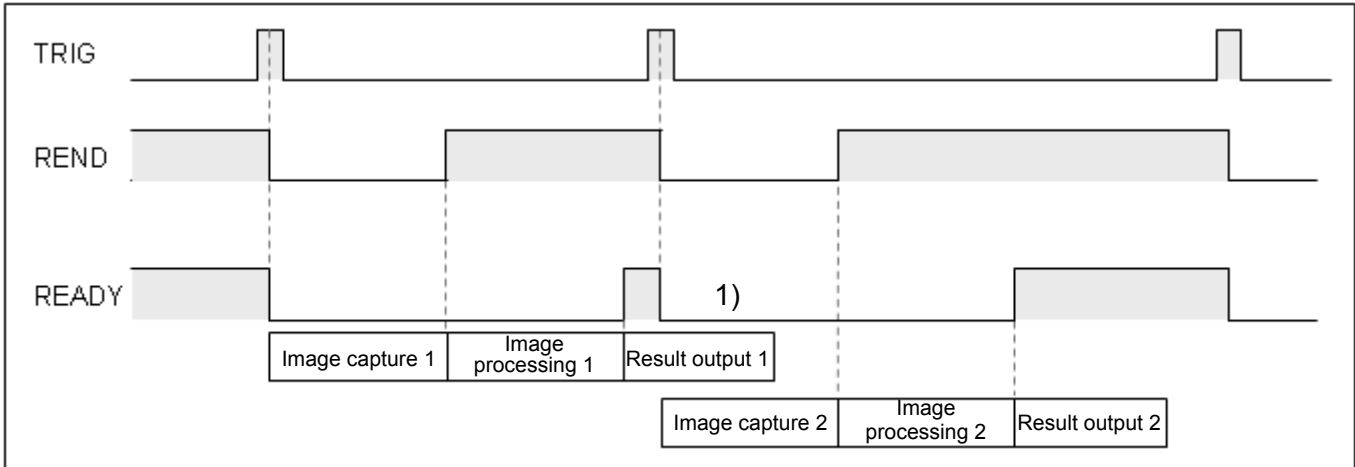 TRIG
REND
READY
1)
Image capture 1
Image
processing 1
Result output 1
Image capture 2
Image
processing 2
Result output 2